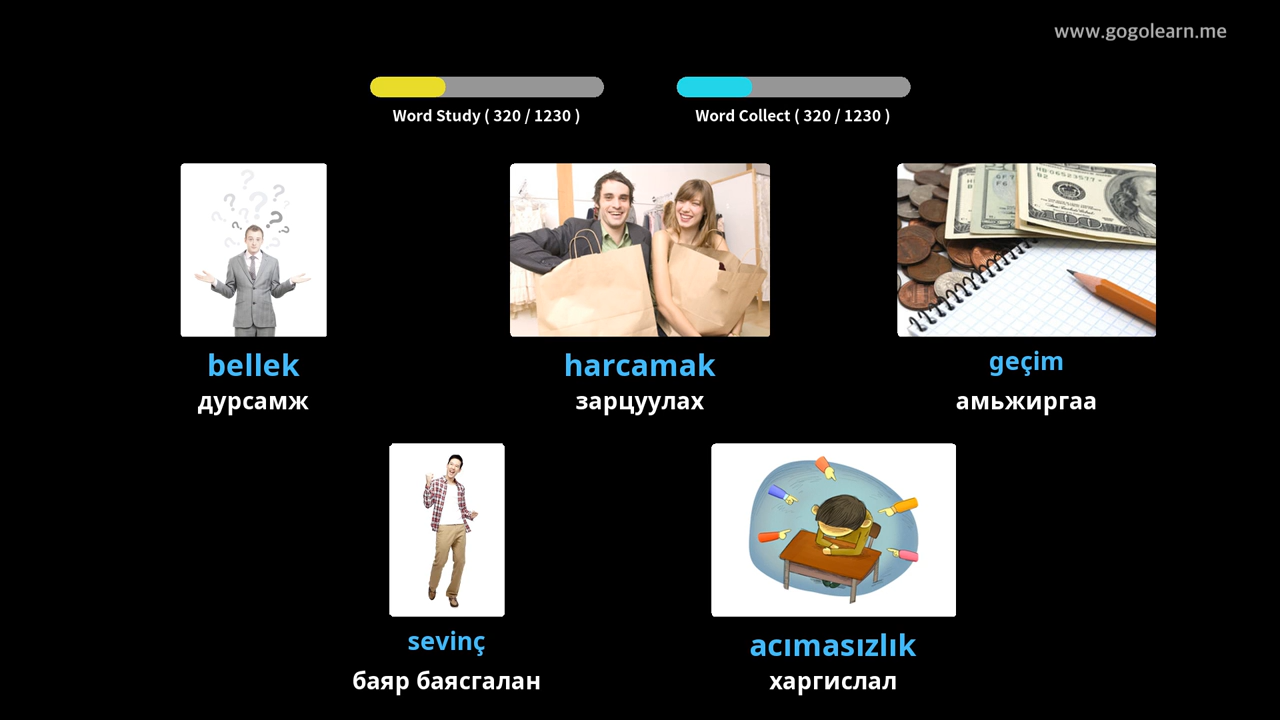 www.gogolearn.me
Word Study ( 320 / 1230 )
Word Collect ( 320 / 1230 )
bellek
дурсамж
harcamak
зарцуулах
geçim
амьжиргаа
sevinç
баяр баясгалан
acımasızlık
харгислал